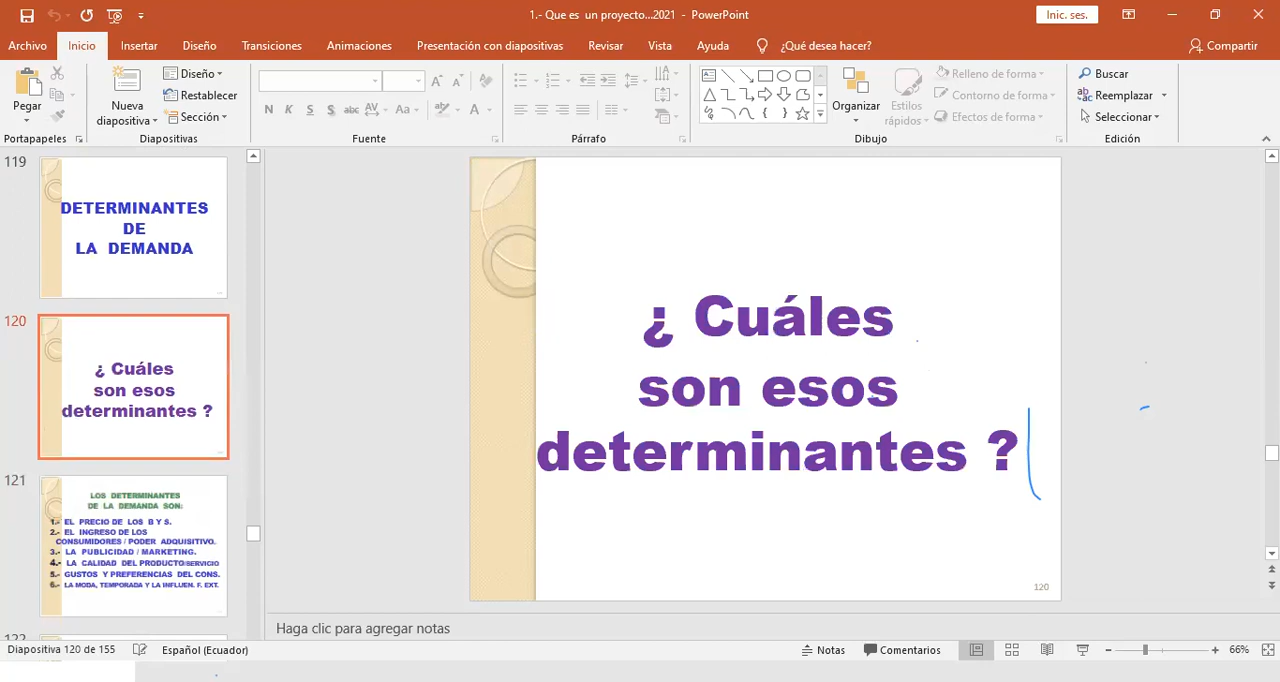 1.- Que es  un proyecto...2021  -  PowerPoint
Inic. ses.
Archivo
Inicio
Insertar
Diseño
Transiciones
Animaciones
Presentación con diapositivas
Revisar
Vista
Ayuda
¿Qué desea hacer?
Compartir
Pegar
Portapapeles
Nueva
diapositiva
Diseño
Restablecer
Sección
Diapositivas
N K S S abc AV Aa A
Fuente
Párrafo
Organizar
Estilos
rápidos
Relleno de forma
Contorno de forma
Efectos de forma
Dibujo
Buscar
Reemplazar
Seleccionar
Edición
119
DETERMINANTES
DE
LA DEMANDA
120
¿ Cuáles
son esos
determinantes ?
121
LOS DETERMINANTES
DE LA DEMANDA SON:
1.- EL PRECIO DE LOS B Y S.
2.- EL INGRESO DE LOS
CONSUMIDORES / PODER ADQUISITIVO.
3.- LA PUBLICIDAD / MARKETING.
4.- LA CALIDAD DEL PRODUCTO/SERVICIO
5.- GUSTOS Y PREFERENCIAS DEL CONS.
6.- LA MODA, TEMPORADA Y LA INFLUEN. F. EXT.
122
¿ Cuáles
son esos
determinantes ?
120
Haga clic para agregar notas
Diapositiva 120 de 155
Español (Ecuador)
Notas
Comentarios
66%